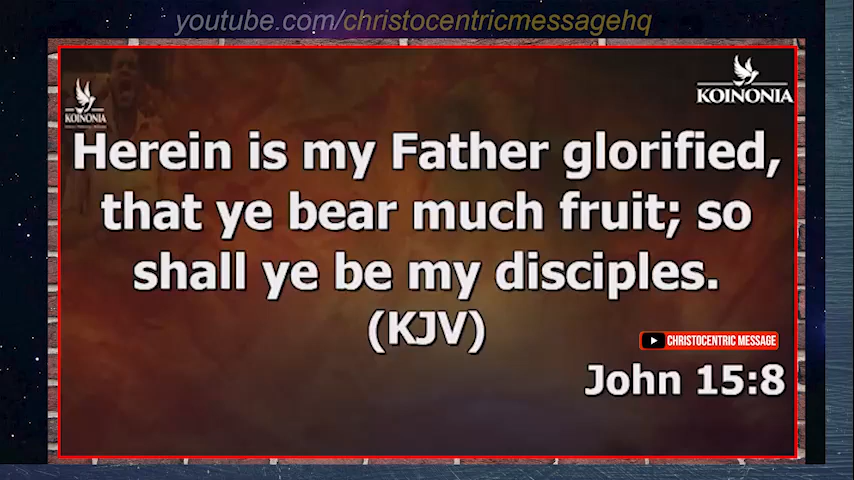 youtube.com/christocentricmessagehq
KOINONIA
KOINONIA
Herein is my Father glorified,
that ye bear much fruit; so
shall ye be my disciples.
(KJV)
CHRISTOCENTRIC MESSAGE
John 15:8